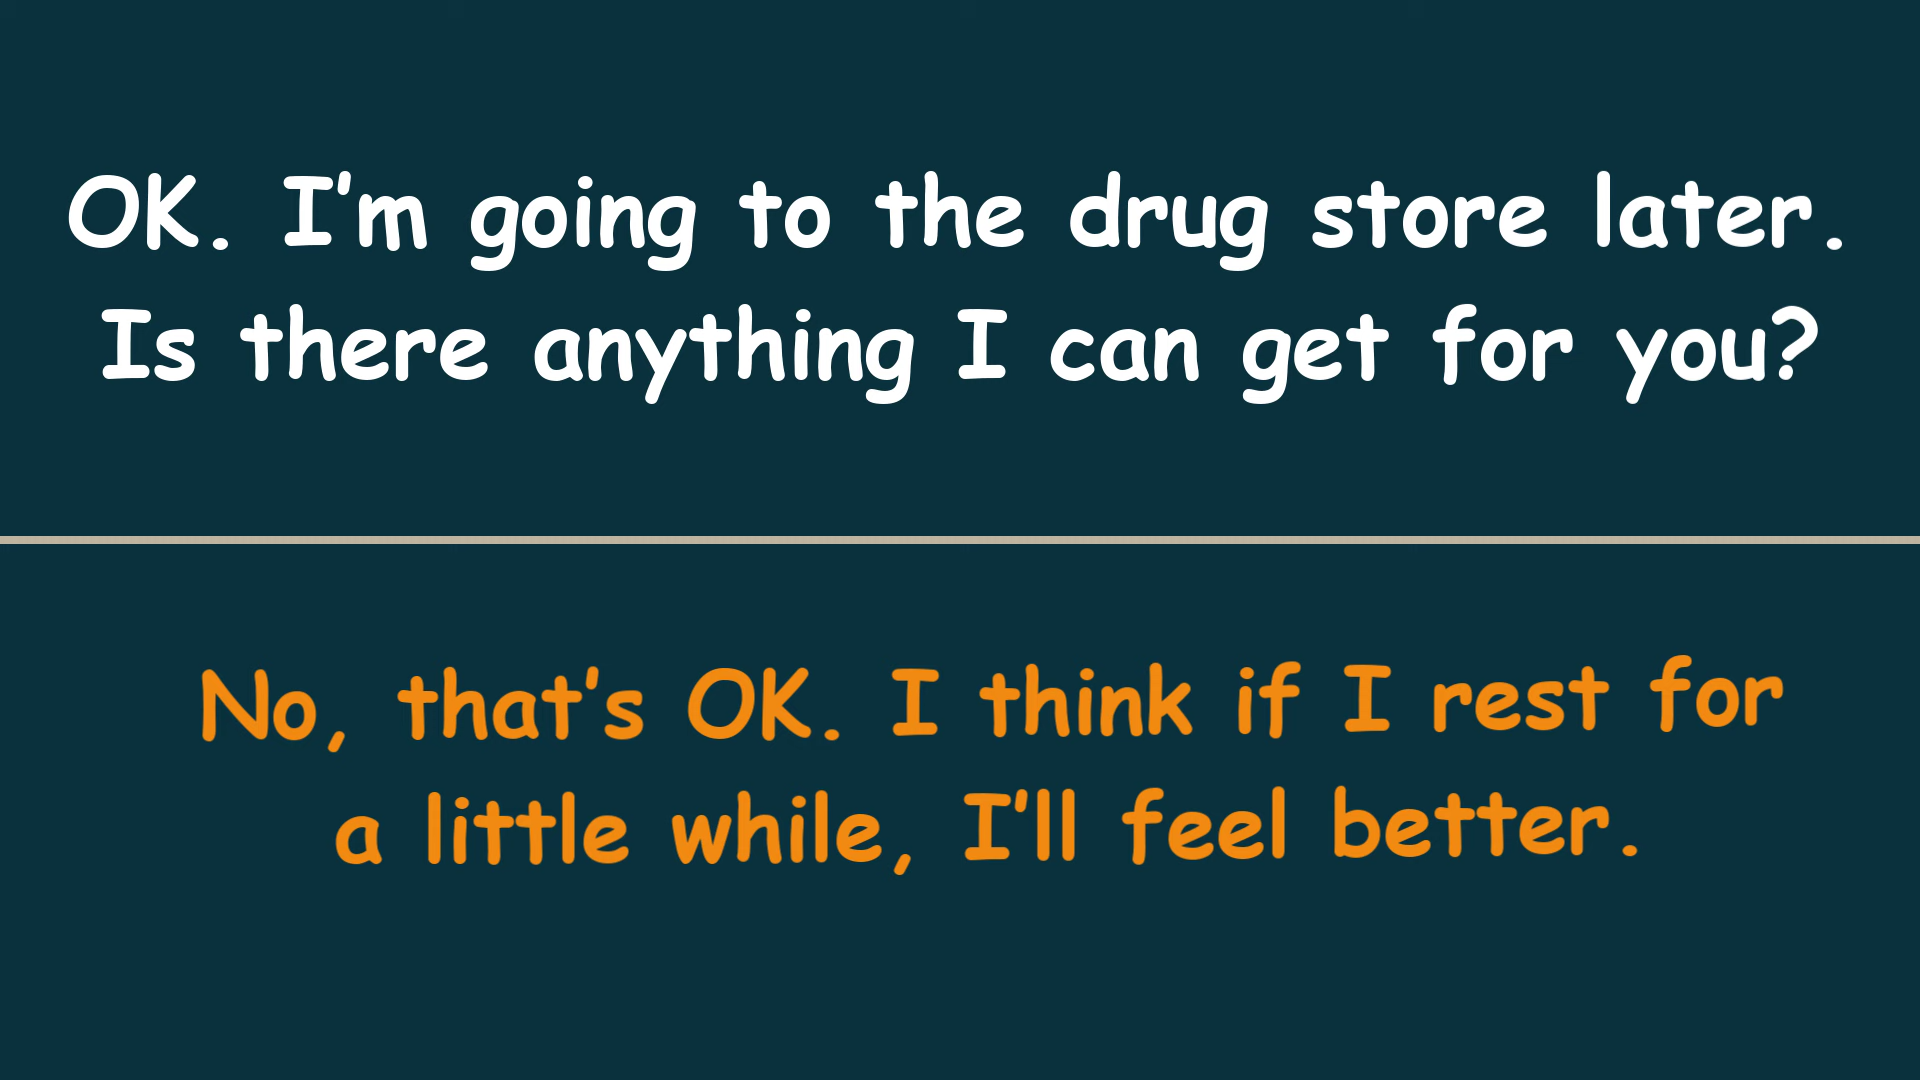 OK. I'm going to the drug store later.
Is there anything I can get for you?
No, that's OK. I think if I rest for
a little while, I'll feel better.